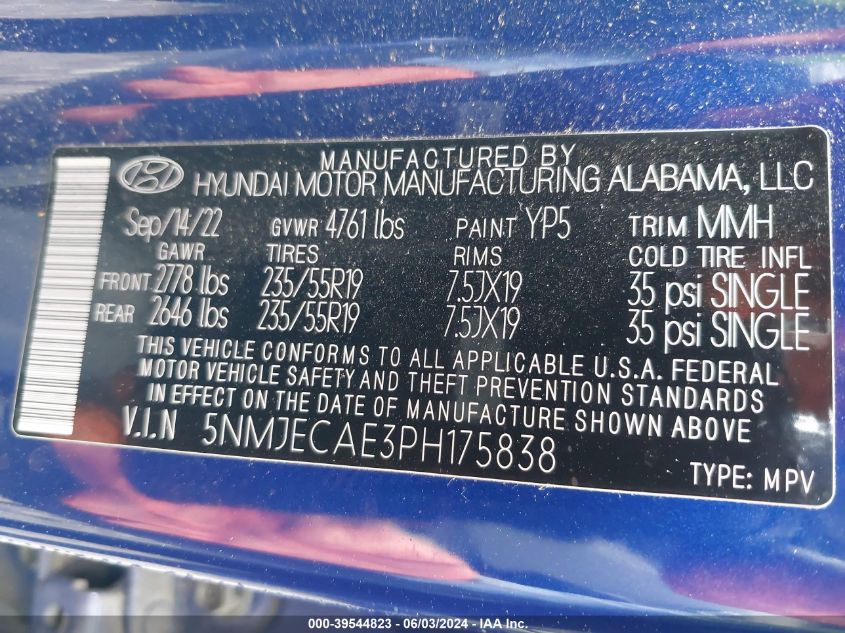 MANUFACTURED BY
HYUNDAI MOTOR MANUFACTURING ALABAMA, LLC
Sep/14/22 GVWR 4761 lbs PAINT YP5 TRIM MMH
GAWR TIRES RIMS COLD TIRE INFL
FRONT 2778 lbs 235/55R19 7.5JX19 35 psi SINGLE
REAR 2646 lbs 235/55R19 7.5JX19 35 psi SINGLE
THIS VEHICLE CONFORMS TO ALL APPLICABLE U.S.A. FEDERAL
MOTOR VEHICLE SAFETY AND THEFT PREVENTION STANDARDS
IN EFFECT ON THE DATE OF MANUFACTURE SHOWN ABOVE
V.I.N 5NMJECAE3PH175838
TYPE: MPV
000-39544823 - 06/03/2024 - IAA Inc.